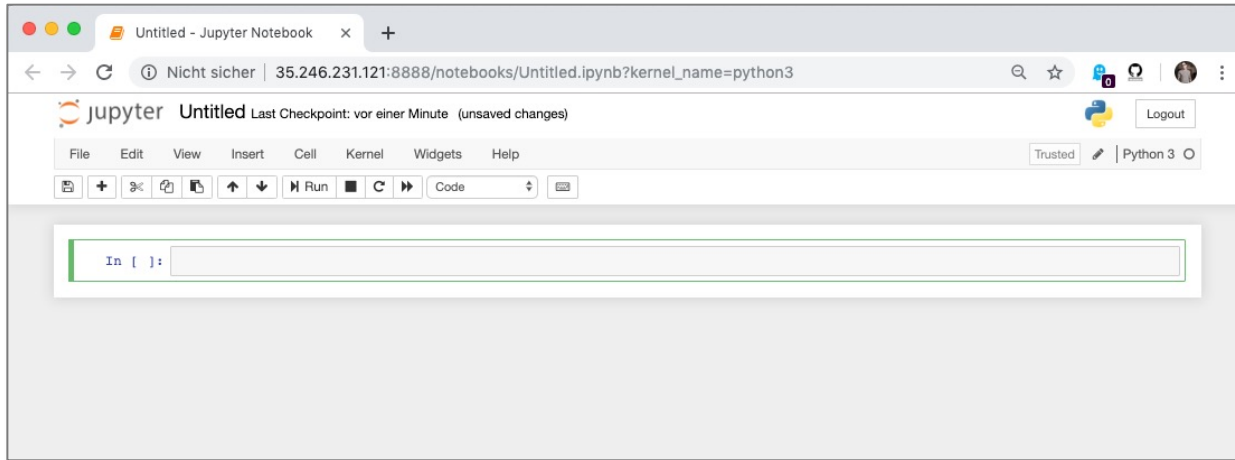 Untitled - Jupyter Notebook
Nicht sicher | 35.246.231.121:8888/notebooks/Untitled.ipynb?kernel_name=python3
0
jupyter Untitled Last Checkpoint: vor einer Minute (unsaved changes)
Logout
File Edit View Insert Cell Kernel Widgets Help
Trusted Python 3
Run Code
In [ ]: